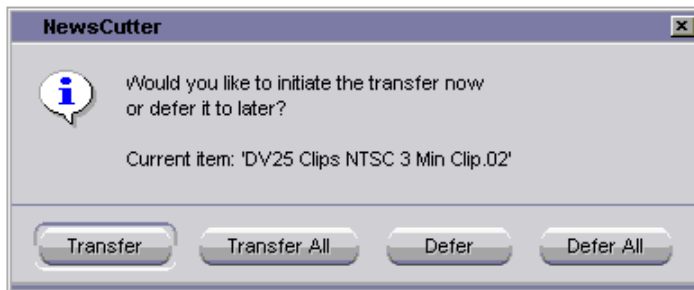 NewsCutter
Would you like to initiate the transfer now
or defer it to later?
Current item: 'DV25 Clips NTSC 3 Min Clip.02'
Transfer Transfer All Defer Defer All